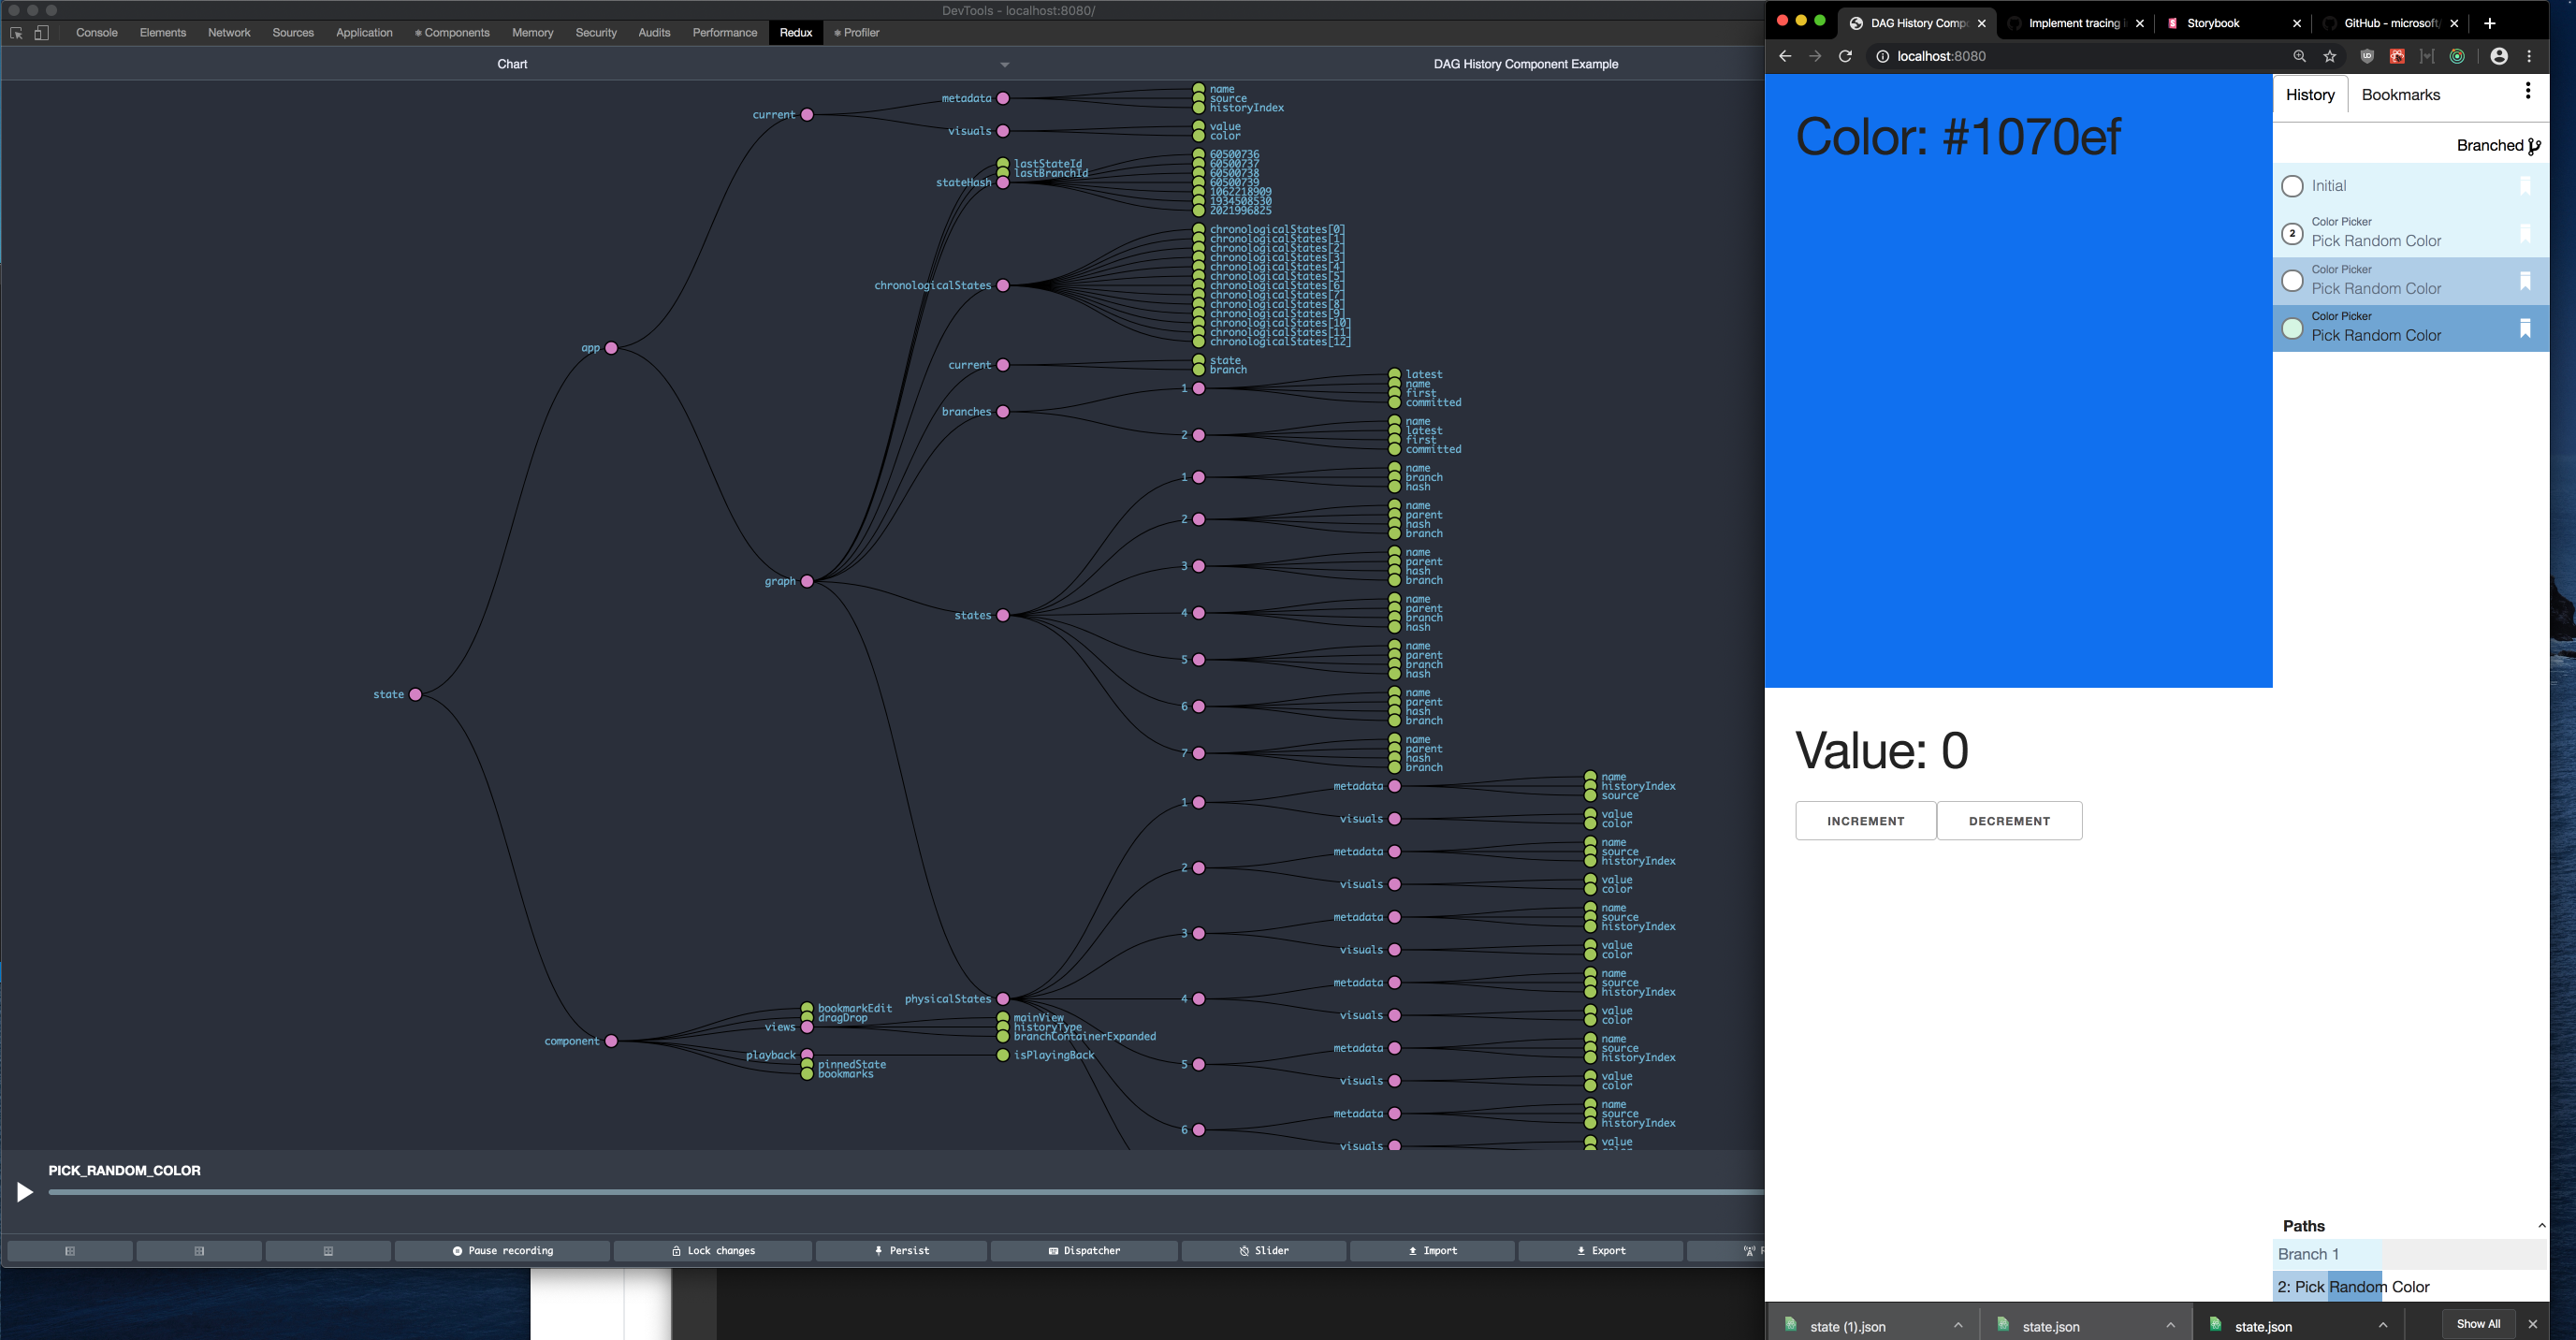 DevTools - localhost:8080/
Console Elements Network Sources Application Components Memory Security Audits Performance Redux Profiler
Chart
DAG History Component Example
state
app
component
current
graph
metadata
name
source
historyIndex
visuals
value
color
lastStateId
lastBranchId
stateHash
60500736
60500737
60500738
60500739
1062218909
1934508530
2021996825
chronologicalStates
chronologicalStates[0]
chronologicalStates[1]
chronologicalStates[2]
chronologicalStates[3]
chronologicalStates[4]
chronologicalStates[5]
chronologicalStates[6]
chronologicalStates[7]
chronologicalStates[8]
chronologicalStates[9]
chronologicalStates[10]
chronologicalStates[11]
chronologicalStates[12]
current
state
branch
branches
1
latest
name
first
committed
2
name
latest
first
committed
states
1
name
branch
hash
2
name
parent
hash
branch
3
name
parent
hash
branch
4
name
parent
branch
hash
5
name
parent
branch
hash
6
name
parent
hash
branch
7
name
parent
hash
branch
physicalStates
1
metadata
name
historyIndex
source
visuals
value
color
2
metadata
name
source
historyIndex
visuals
value
color
3
metadata
name
source
historyIndex
visuals
value
color
4
metadata
name
source
historyIndex
visuals
value
color
5
metadata
name
source
historyIndex
visuals
value
color
6
metadata
name
source
historyIndex
visuals
value
bookmarkEdit
dragDrop
views
mainView
historyType
branchContainerExpanded
playback
isPlayingBack
pinnedState
bookmarks
PICK_RANDOM_COLOR
Pause recording Lock changes Persist Dispatcher Slider Import Export
DAG History Comp Implement tracing Storybook GitHub - microsoft/
localhost:8080
Color: #1070ef
Value: 0
INCREMENT DECREMENT
History Bookmarks
Branched
Initial
Color Picker
2 Pick Random Color
Color Picker
Pick Random Color
Color Picker
Pick Random Color
Paths
Branch 1
2: Pick Random Color
state (1).json state.json state.json Show All